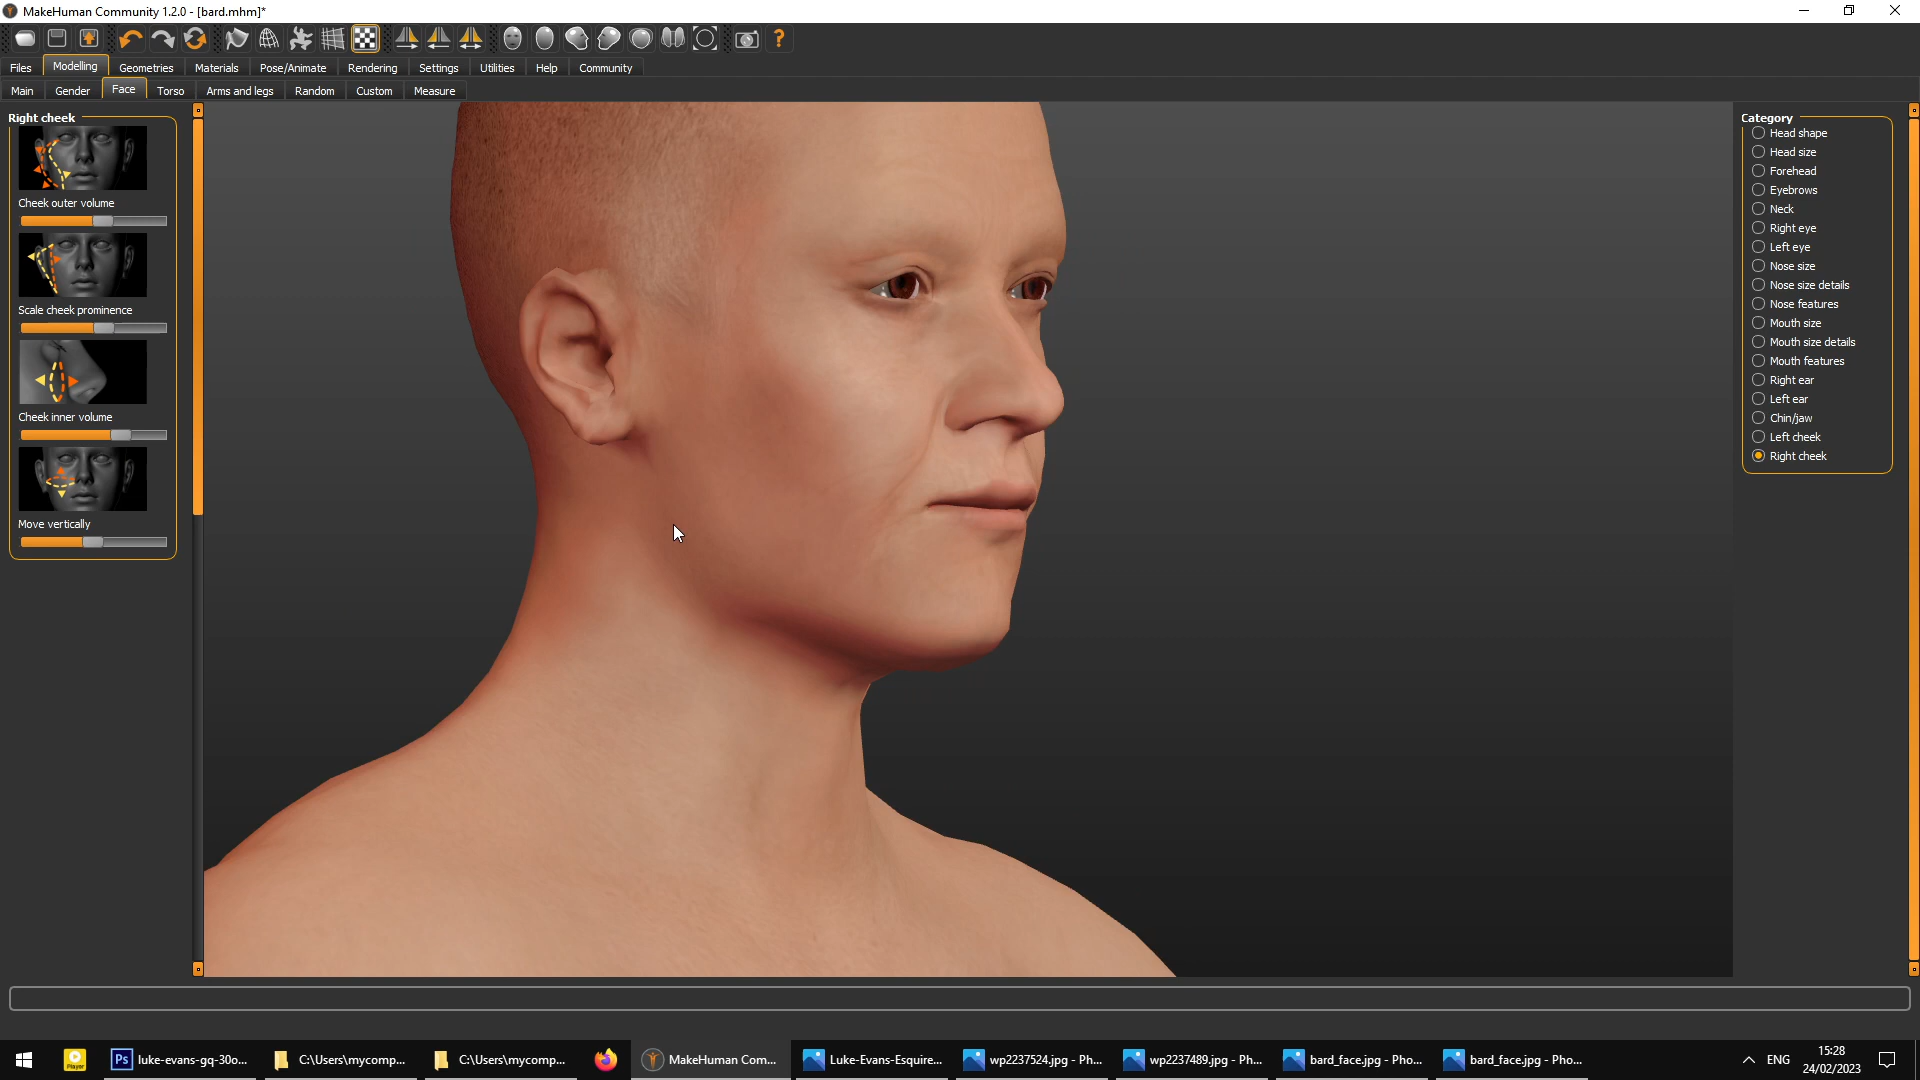 MakeHuman Community 1.2.0 - [bard.mhm]*
Files Modelling Geometries Materials Pose/Animate Rendering Settings Utilities Help Community
Main Gender Face Torso Arms and legs Random Custom Measure
Right cheek
Cheek outer volume
Scale cheek prominence
Cheek inner volume
Move vertically
Category
Head shape
Head size
Forehead
Eyebrows
Neck
Right eye
Left eye
Nose size
Nose size details
Nose features
Mouth size
Mouth size details
Mouth features
Right ear
Left ear
Chin/jaw
Left cheek
Right cheek
Player
Ps luke-evans-gq-30o...
C:\Users\mycomp...
C:\Users\mycomp...
MakeHuman Com...
Luke-Evans-Esquire...
wp2237524.jpg - Ph...
wp2237489.jpg - Ph...
bard_face.jpg - Pho...
bard_face.jpg - Pho...
ENG
15:28
24/02/2023